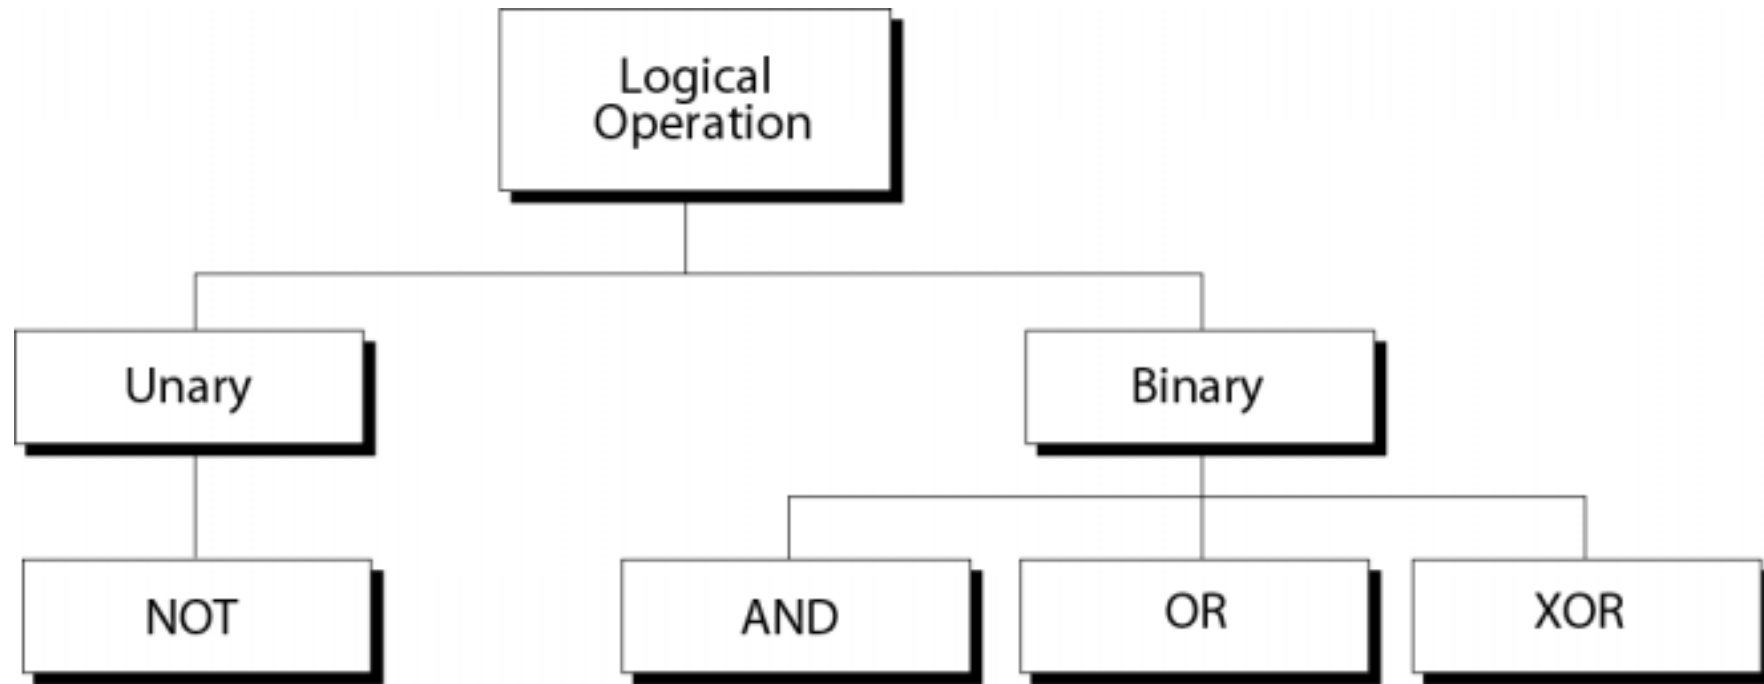 Logical
Operation
Unary
Binary
NOT
AND
OR
XOR